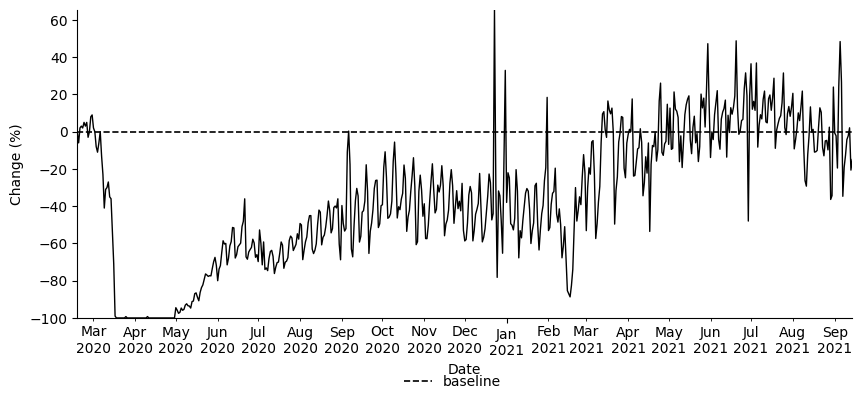 Change (%)
60
40
20
0
−20
−40
−60
−80
−100
Mar Apr May Jun Jul Aug Sep Oct Nov Dec Jan Feb Mar Apr May Jun Jul Aug Sep
2020 2020 2020 2020 2020 2020 2020 2020 2020 2020 2021 2021 2021 2021 2021 2021 2021 2021 2021
Date
baseline